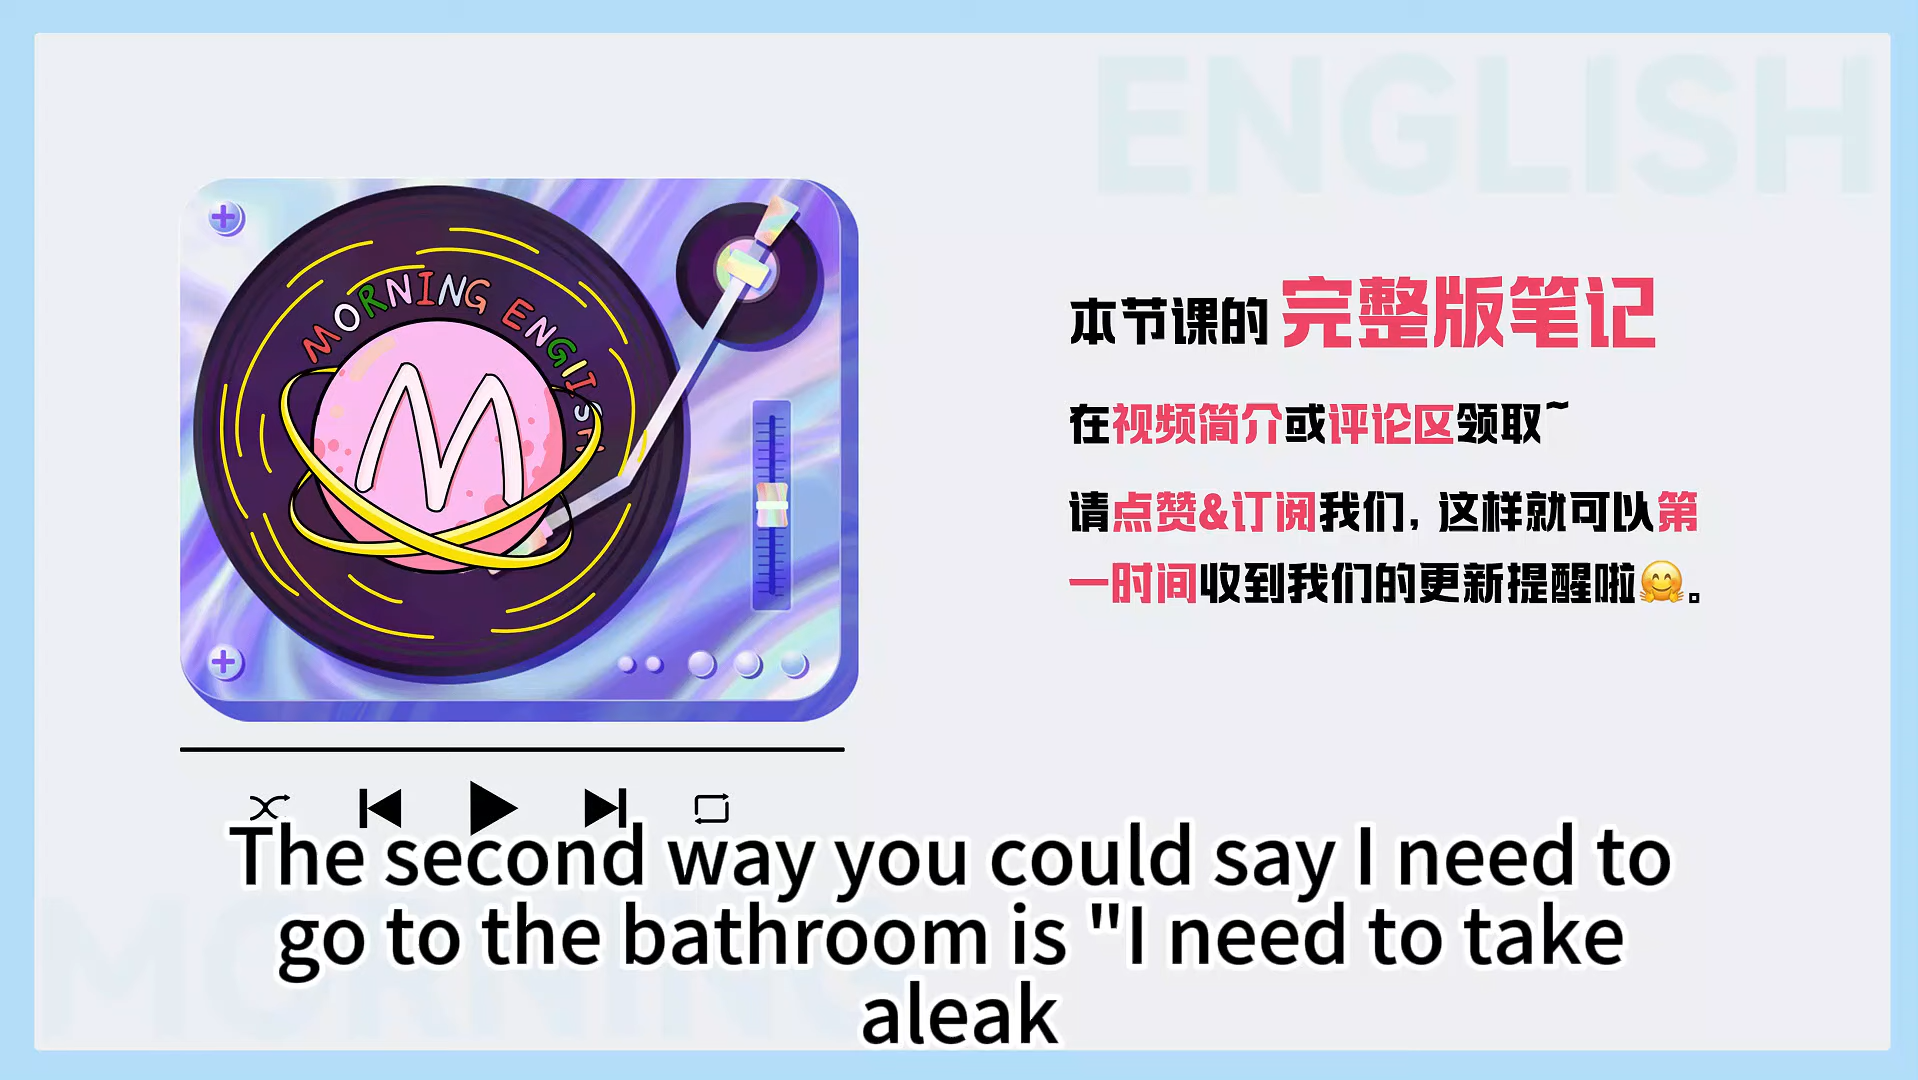 ENGLISH
MORNING ENGlISH
M
本节课的 完整版笔记
在视频简介或评论区领取~
请点赞&订阅我们，这样就可以第
一时间收到我们的更新提醒啦🤗。
MORNING
The second way you could say I need to
go to the bathroom is "I need to take
aleak